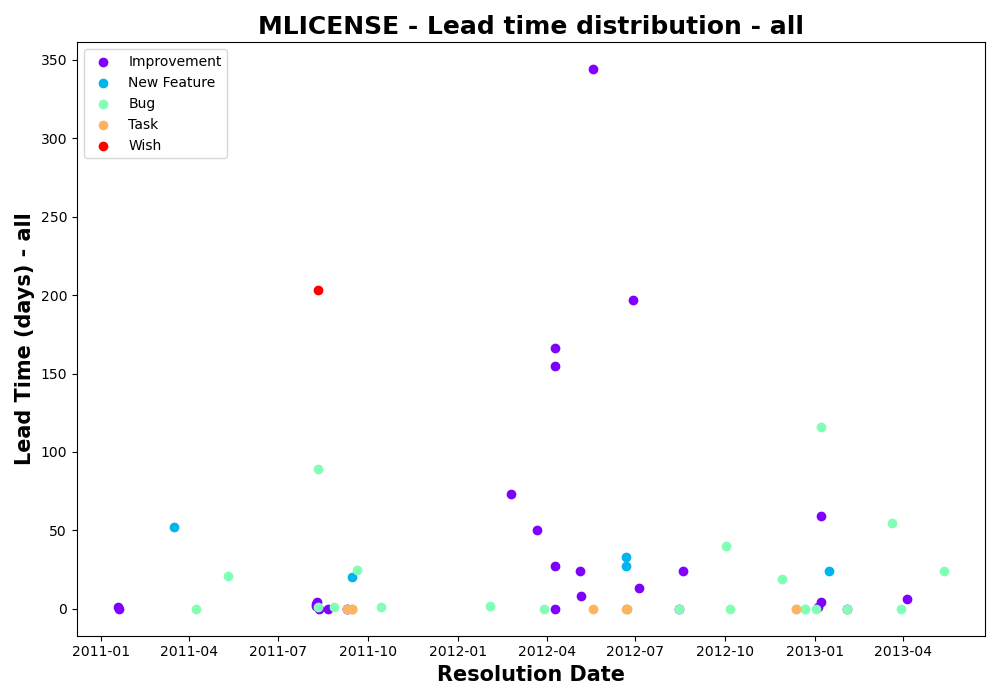 MLICENSE - Lead time distribution - all
Lead Time (days) - all
350
300
250
200
150
100
50
0
Improvement
New Feature
Bug
Task
Wish
2011-01 2011-04 2011-07 2011-10 2012-01 2012-04 2012-07 2012-10 2013-01 2013-04
Resolution Date